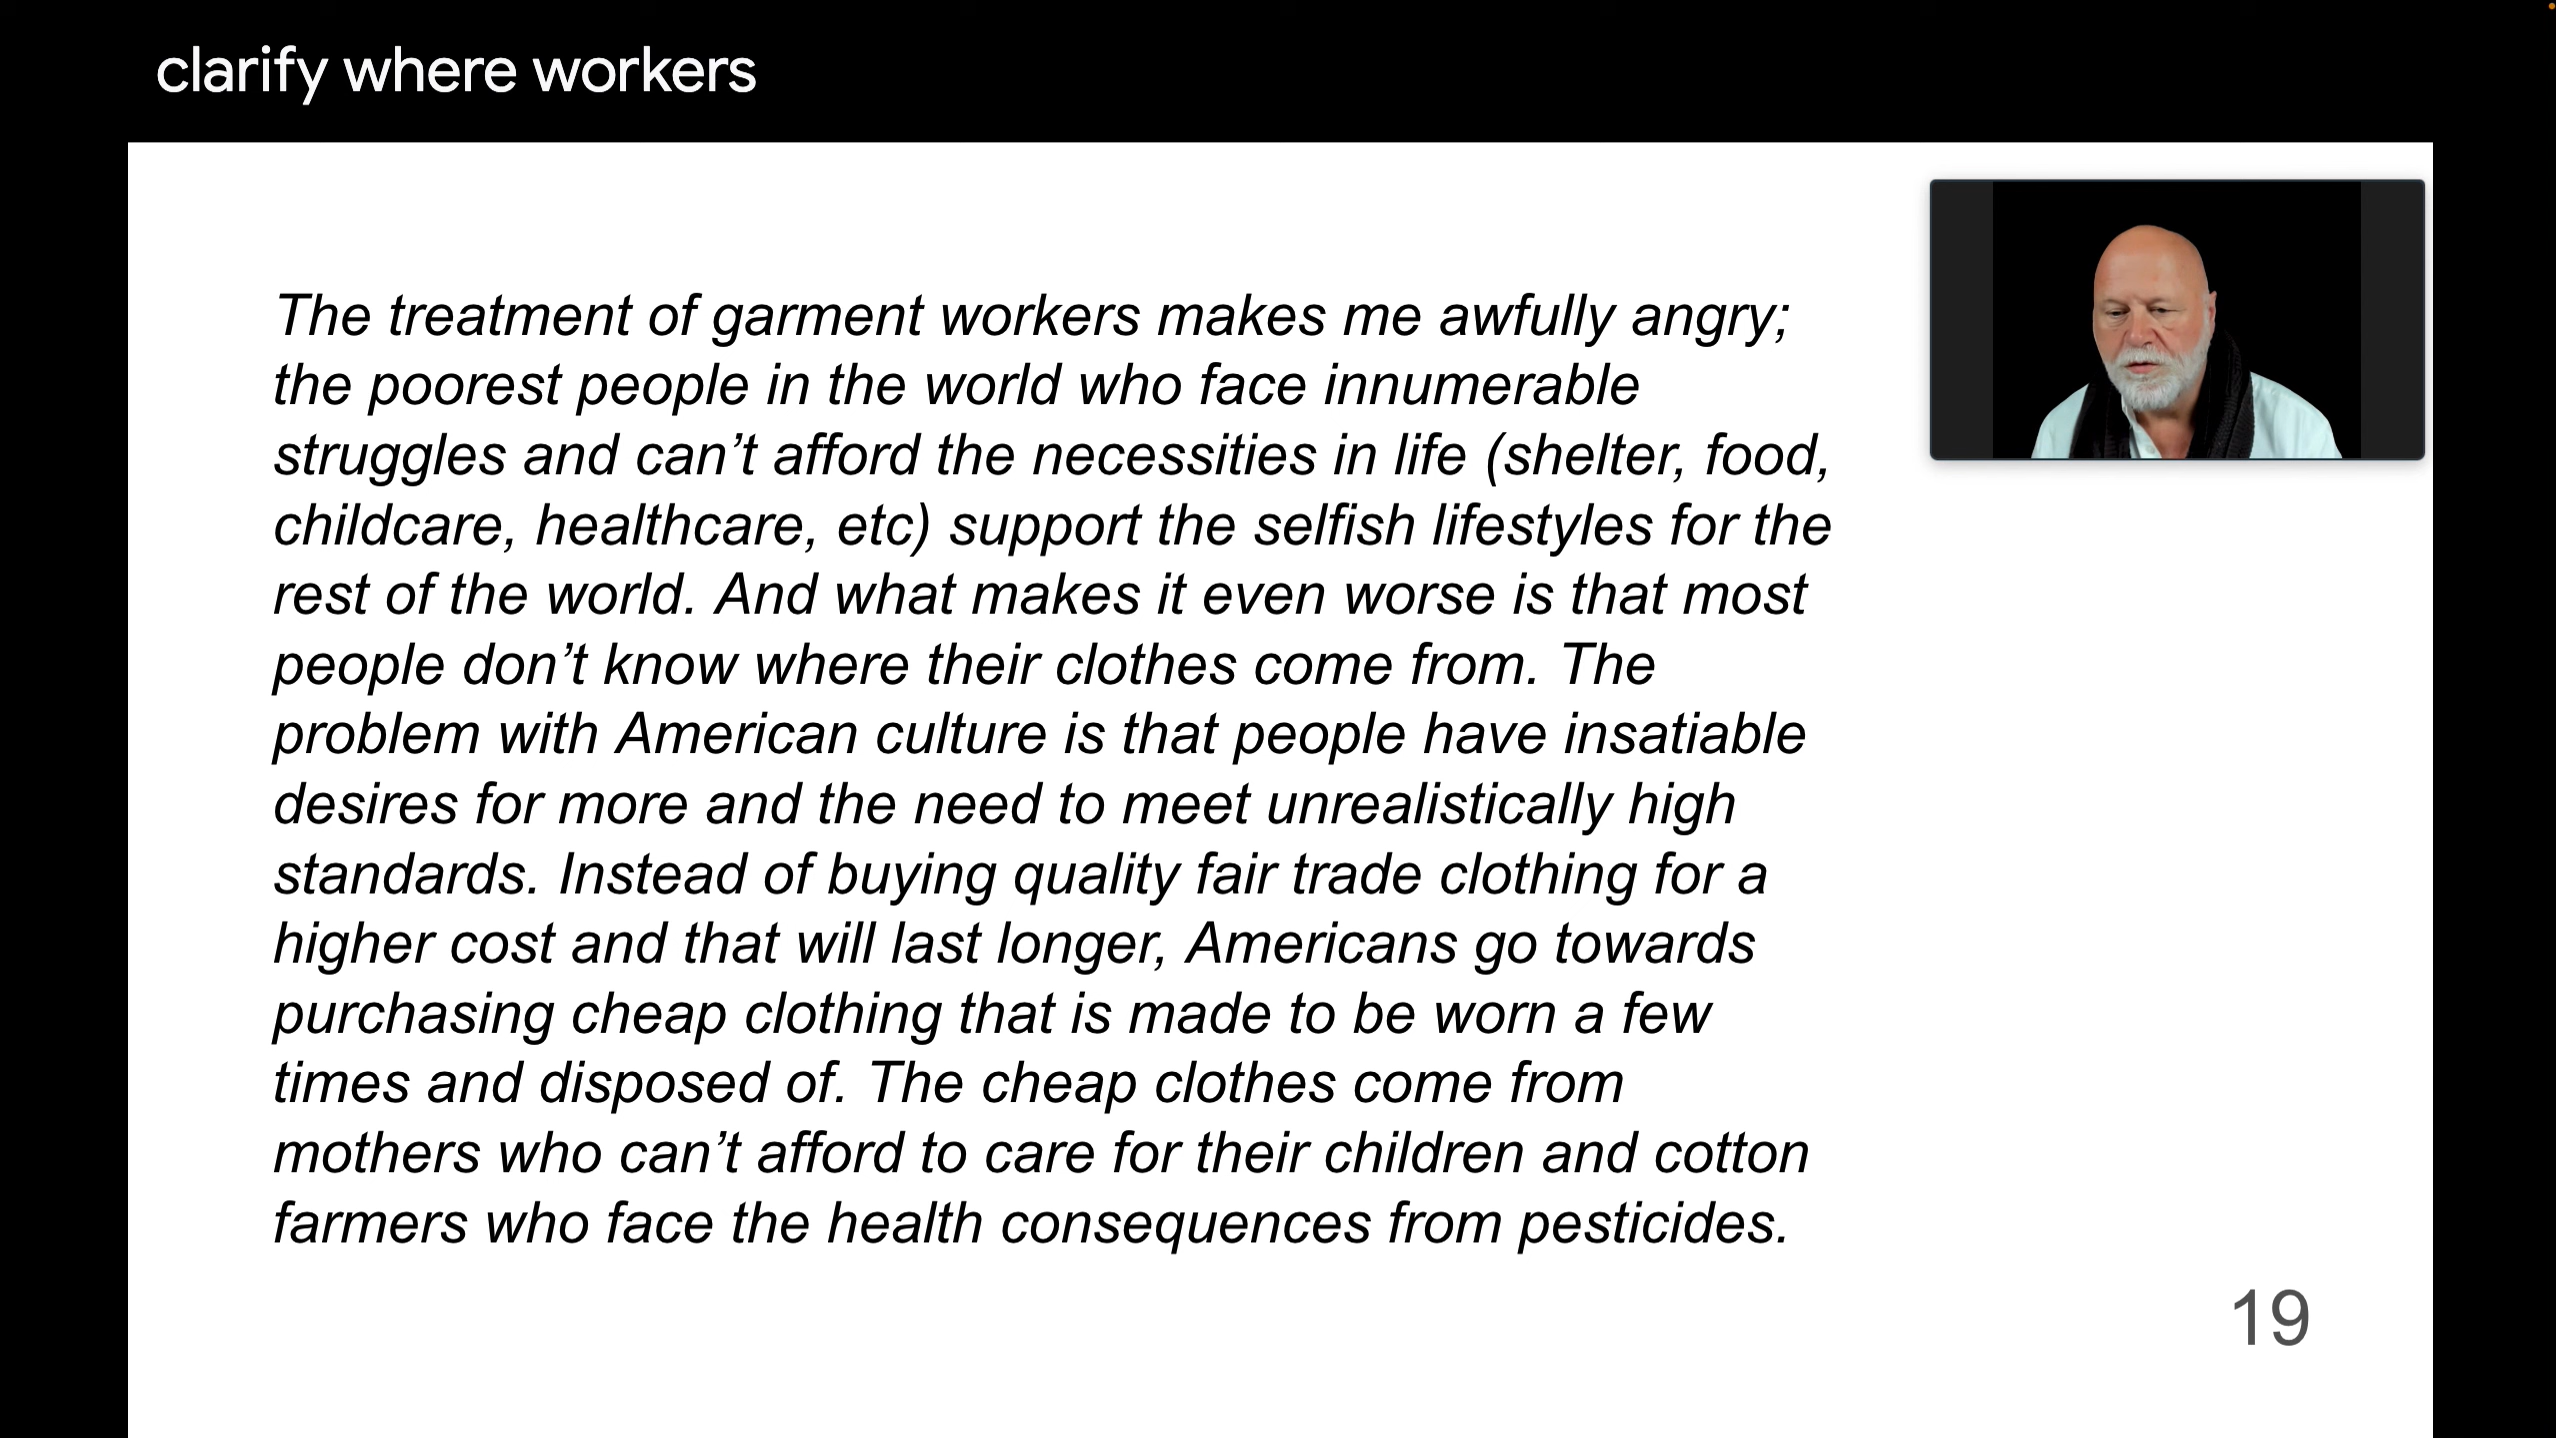 clarify where workers
The treatment of garment workers makes me awfully angry;
the poorest people in the world who face innumerable
struggles and can’t afford the necessities in life (shelter, food,
childcare, healthcare, etc) support the selfish lifestyles for the
rest of the world. And what makes it even worse is that most
people don’t know where their clothes come from. The
problem with American culture is that people have insatiable
desires for more and the need to meet unrealistically high
standards. Instead of buying quality fair trade clothing for a
higher cost and that will last longer, Americans go towards
purchasing cheap clothing that is made to be worn a few
times and disposed of. The cheap clothes come from
mothers who can’t afford to care for their children and cotton
farmers who face the health consequences from pesticides.
19